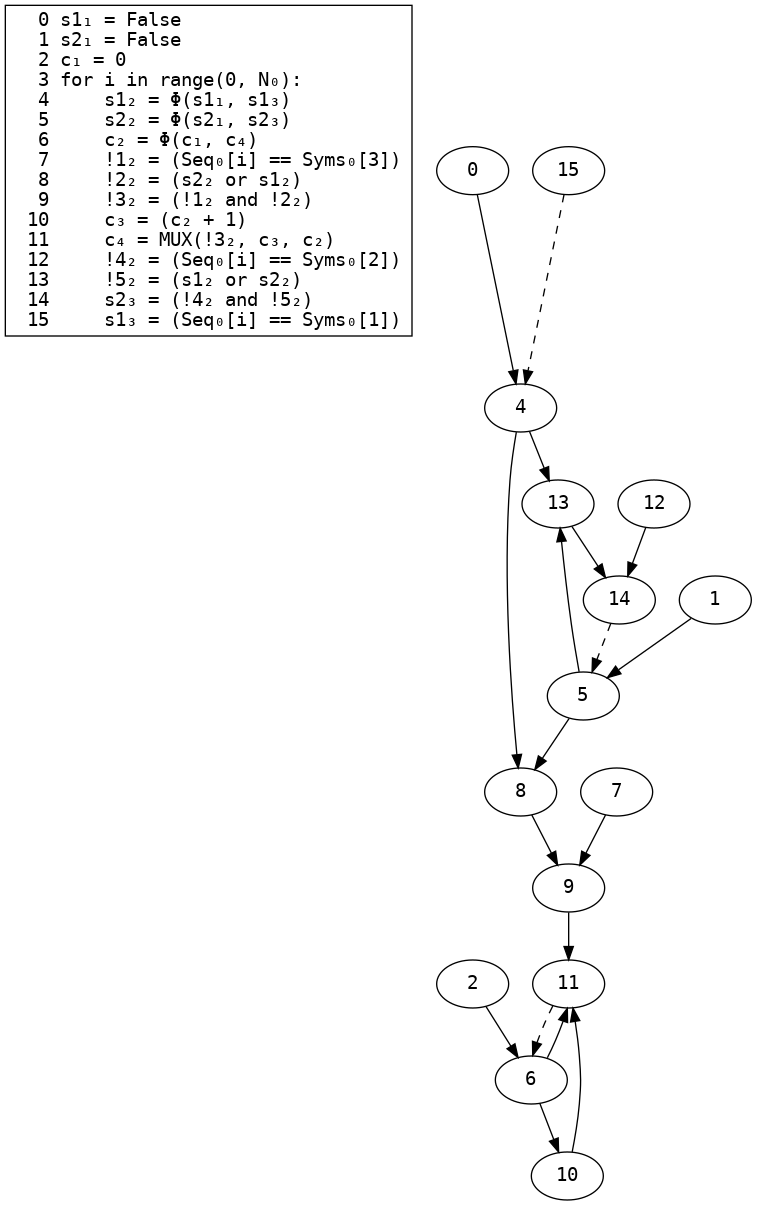 0 s1₁ = False
1 s2₁ = False
2 c₁ = 0
3 for i in range(0, N₀):
4     s1₂ = Φ(s1₁, s1₃)
5     s2₂ = Φ(s2₁, s2₃)
6     c₂ = Φ(c₁, c₄)
7     !1₂ = (Seq₀[i] == Syms₀[3])
8     !2₂ = (s2₂ or s1₂)
9     !3₂ = (!1₂ and !2₂)
10     c₃ = (c₂ + 1)
11     c₄ = MUX(!3₂, c₃, c₂)
12     !4₂ = (Seq₀[i] == Syms₀[2])
13     !5₂ = (s1₂ or s2₂)
14     s2₃ = (!4₂ and !5₂)
15     s1₃ = (Seq₀[i] == Syms₀[1])
0 15
4
13 12
14 1
5
8 7
9
2 11
6
10